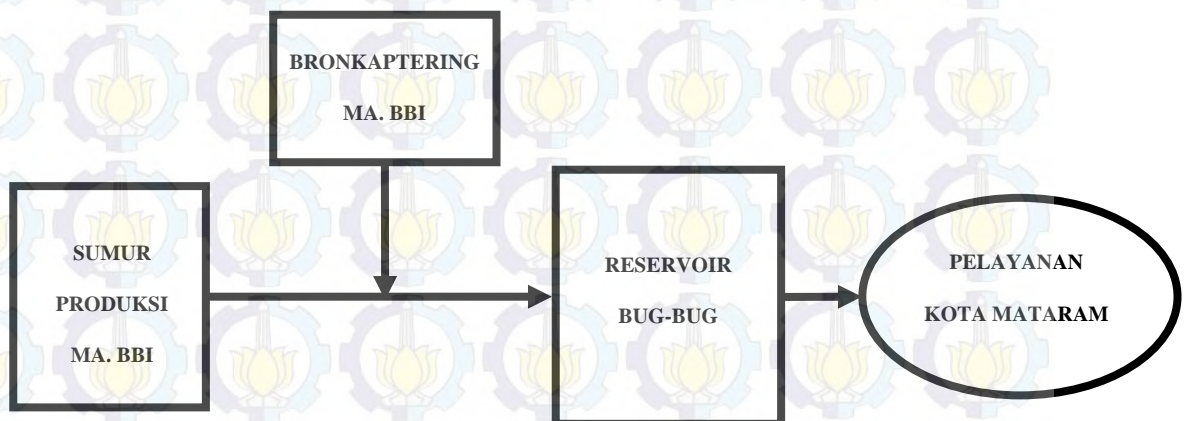 BRONKAPTERING
MA. BBI
SUMUR
PRODUKSI
MA. BBI
RESERVOIR
BUG-BUG
PELAYANAN
KOTA MATARAM